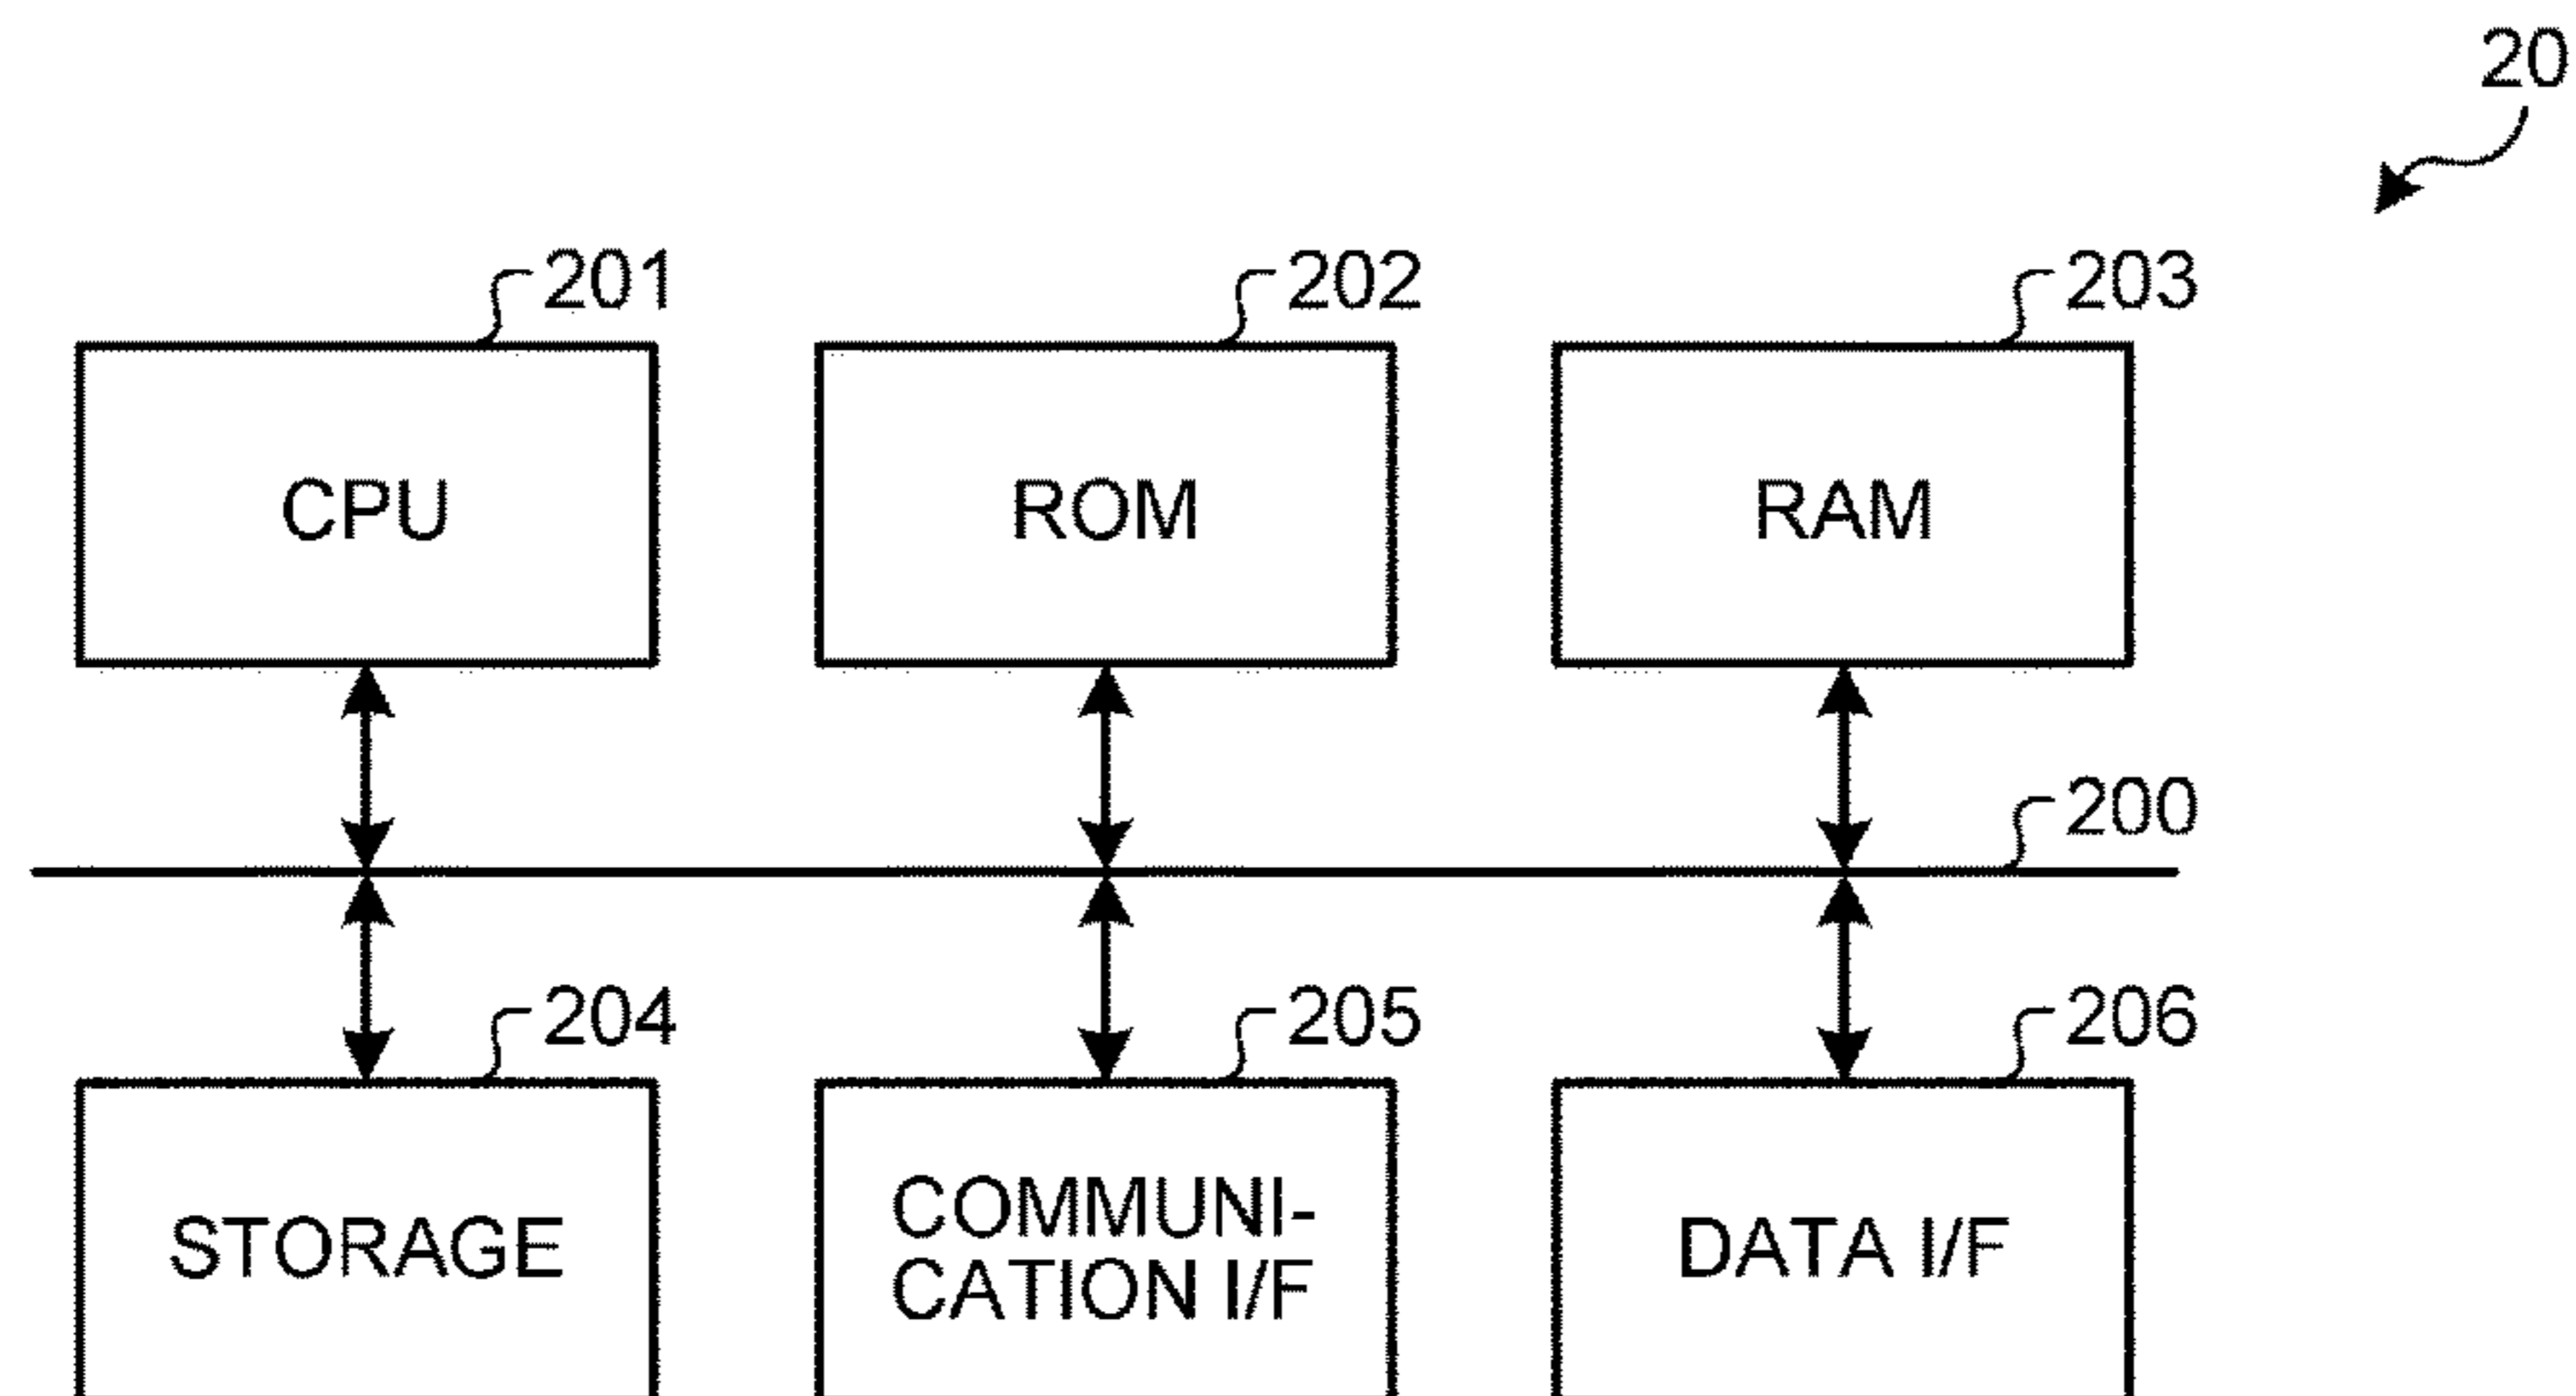 20
201
202
203
CPU
ROM
RAM
200
204
205
206
STORAGE
COMMUNI-
CATION I/F
DATA I/F